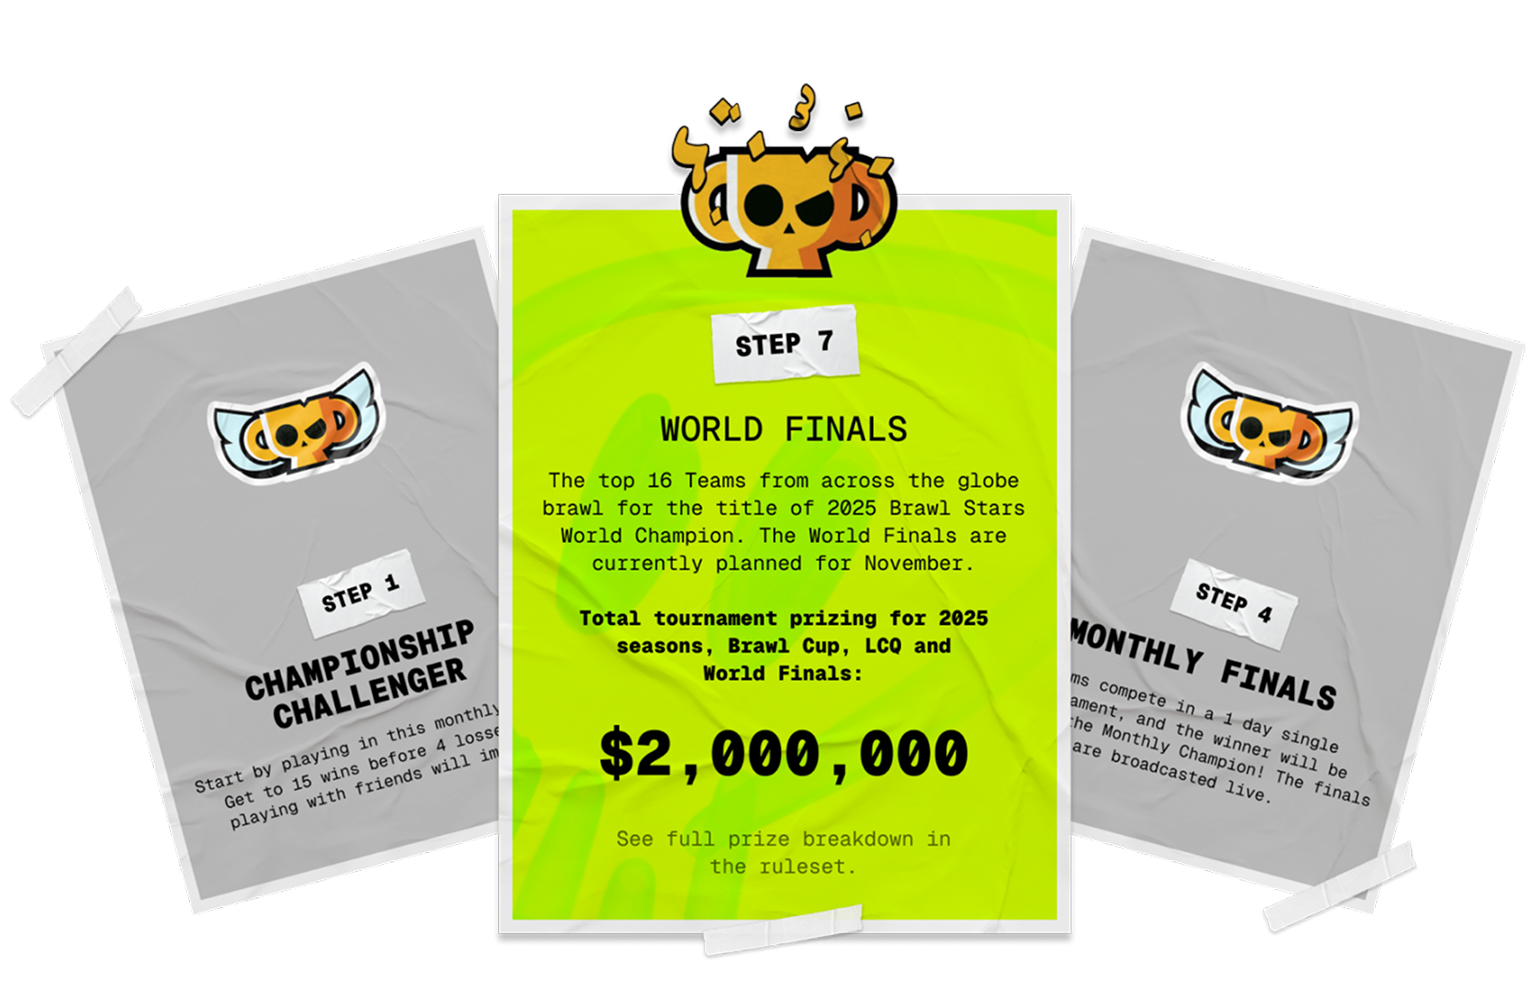 STEP 1
CHAMPIONSHIP
CHALLENGER
Start by playing in this monthly
Get to 15 wins before 4
playing with friends will
STEP 7
WORLD FINALS
The top 16 Teams from across the globe
brawl for the title of 2025 Brawl Stars
World Champion. The World Finals are
currently planned for November.
Total tournament prizing for 2025
seasons, Brawl Cup, LCQ and
World Finals:
$2,000,000
See full prize breakdown in
the ruleset.
STEP 4
MONTHLY FINALS
compete in a 1 day single
and the winner will be
the Monthly Champion! The finals
are broadcasted live.